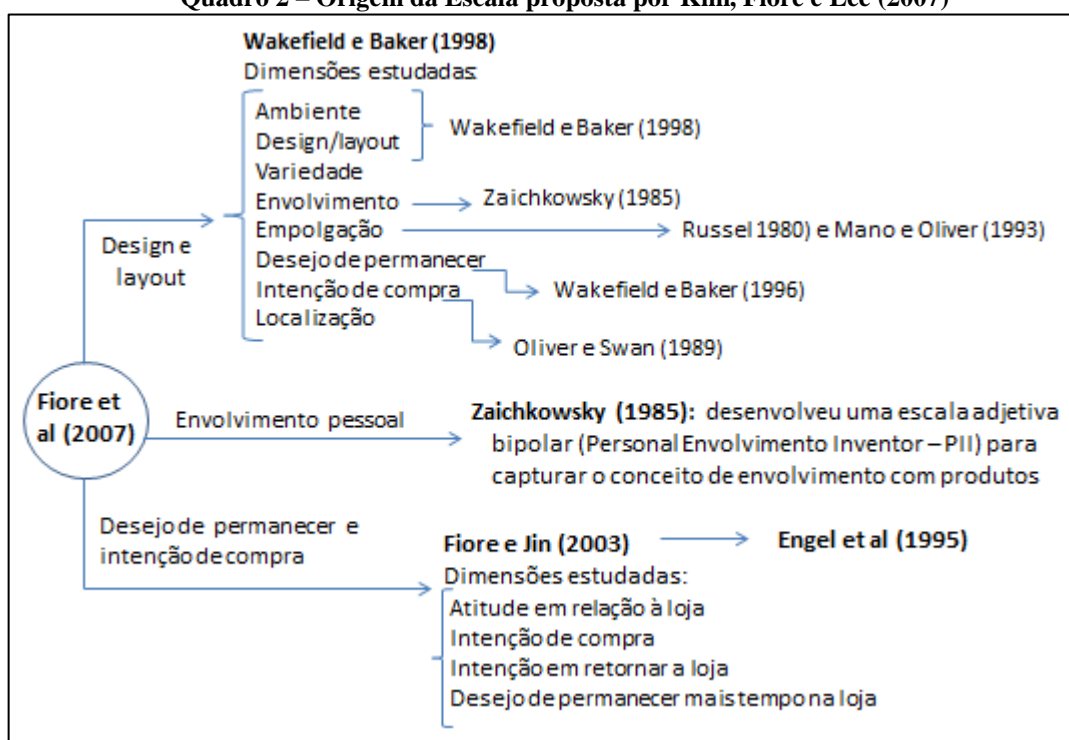 Quadro 2 – Origem da Escala proposta por Kim, Fiore e Lee (2007)
Wakefield e Baker (1998)
Dimensões estudadas:
Ambiente
Design/layout
Wakefield e Baker (1998)
Variedade
Envolvimento
Zaichkowsky (1985)
Empolgação
Russel 1980) e Mano e Oliver (1993)
Desejo de permanecer
Wakefield e Baker (1996)
Intenção de compra
Oliver e Swan (1989)
Localização
Design e
layout
Fiore et
al (2007)
Envolvimento pessoal
Zaichkowsky (1985): desenvolveu uma escala adjetiva
bipolar (Personal Envolvimento Inventor – PII) para
capturar o conceito de envolvimento com produtos
Desejo de permanecer e
intenção de compra
Fiore e Jin (2003)
Engel et al (1995)
Dimensões estudadas:
Atitude em relação à loja
Intenção de compra
Intenção em retornar a loja
Desejo de permanecer mais tempo na loja